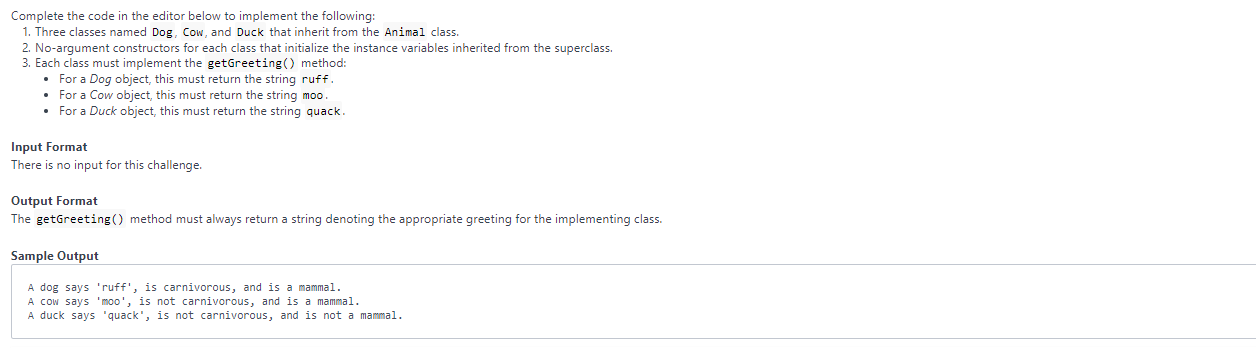 Complete the code in the editor below to implement the following:
1. Three classes named Dog, Cow, and Duck that inherit from the Animal class.
2. No-argument constructors for each class that initialize the instance variables inherited from the superclass.
3. Each class must implement the getGreeting() method:
• For a Dog object, this must return the string ruff.
• For a Cow object, this must return the string moo.
• For a Duck object, this must return the string quack.
Input Format
There is no input for this challenge.
Output Format
The getGreeting() method must always return a string denoting the appropriate greeting for the implementing class.
Sample Output
A dog says 'ruff', is carnivorous, and is a mammal.
A cow says 'moo', is not carnivorous, and is a mammal.
A duck says 'quack', is not carnivorous, and is not a mammal.